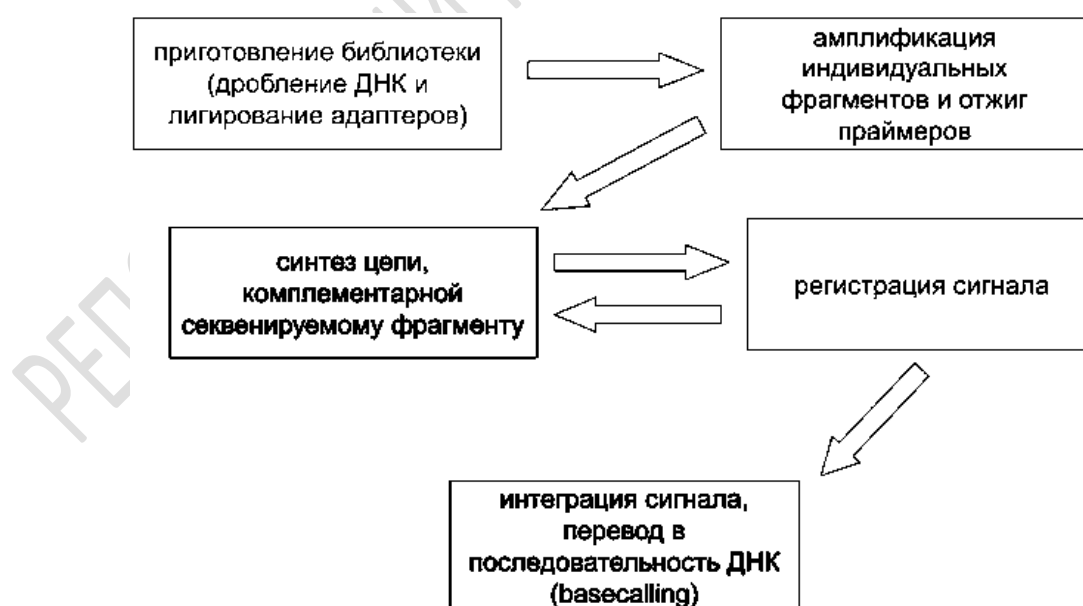 приготовление библиотеки
(дробление ДНК и
лигирование адаптеров)
амплификация
индивидуальных
фрагментов и отжиг
праймеров
синтез цепи,
комплементарной
секвенируемому фрагменту
регистрация сигнала
интеграция сигнала,
перевод в
последовательность ДНК
(basecalling)